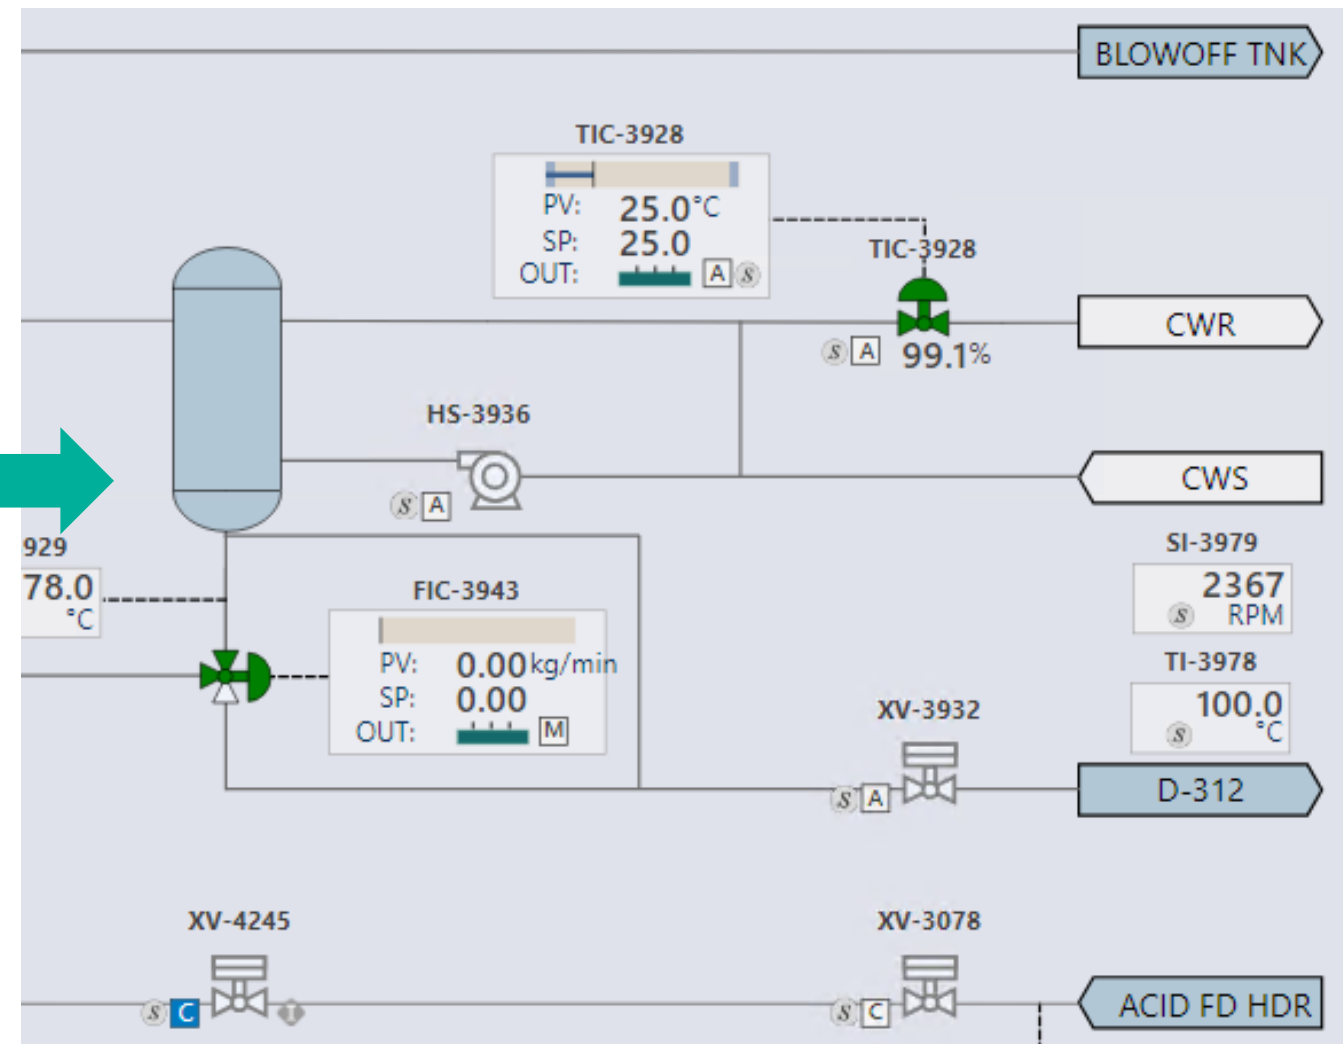 BLOWOFF TNK
TIC-3928
PV: 25.0°C
SP: 25.0
OUT: A S
TIC-3928
CWR
S A 99.1%
HS-3936
S A
CWS
929
78.0
°C
SI-3979
2367
S RPM
FIC-3943
PV: 0.00 kg/min
SP: 0.00
OUT: M
TI-3978
100.0
S °C
XV-3932
S A
D-312
XV-4245
S C I
XV-3078
S C
ACID FD HDR